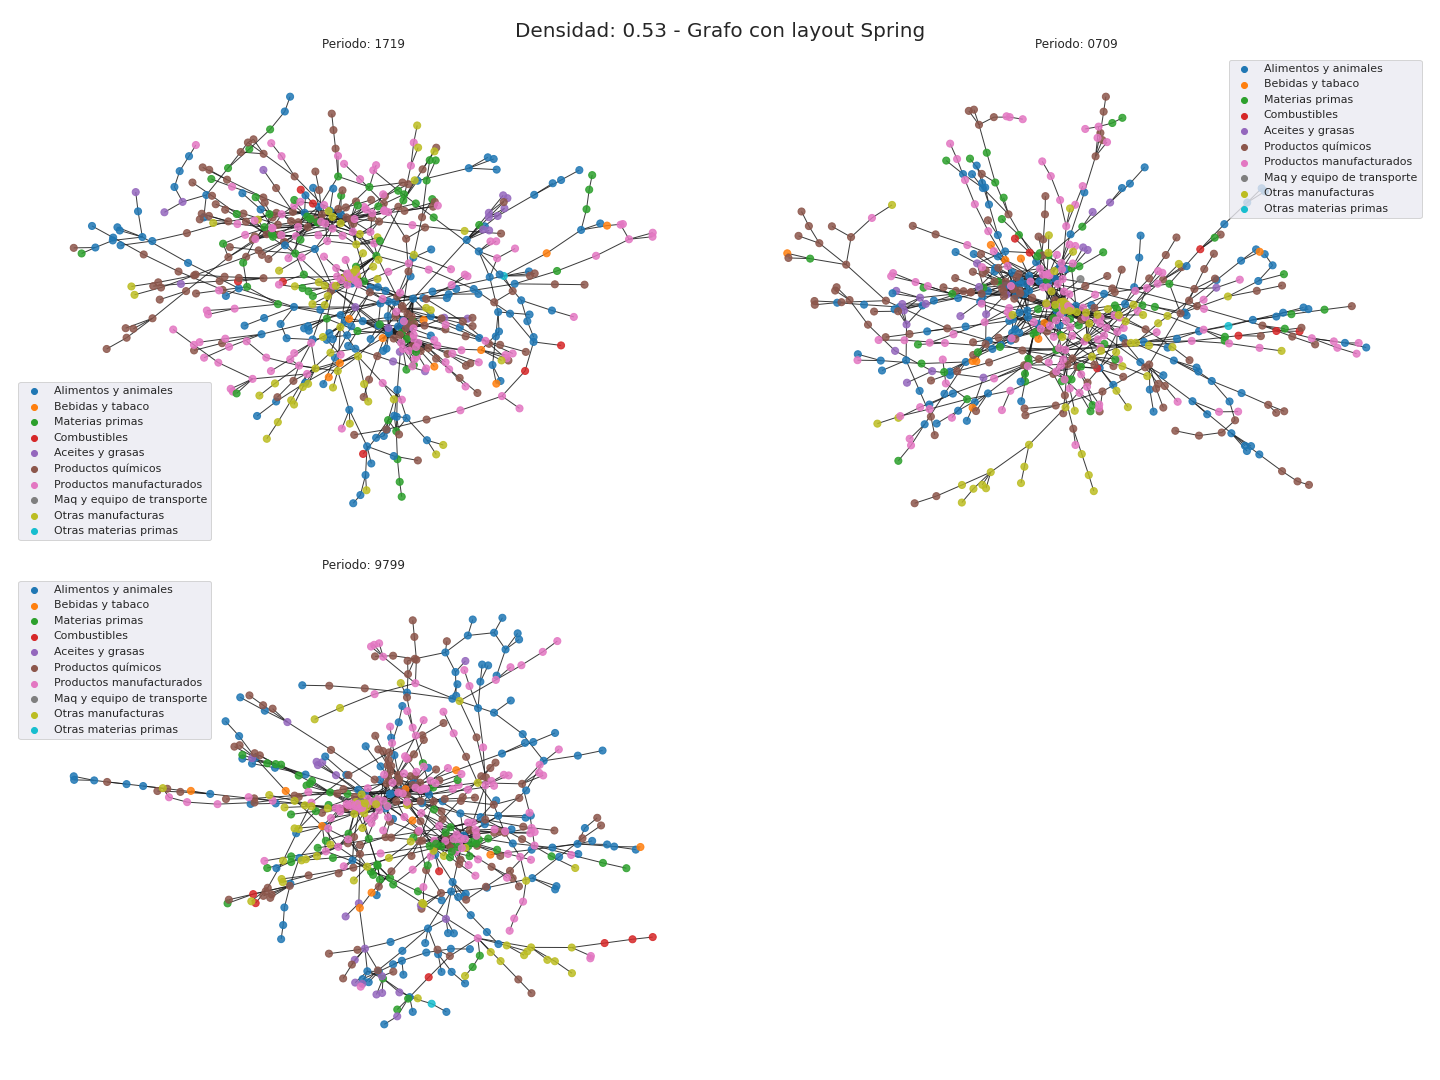 Densidad: 0.53 - Grafo con layout Spring
Periodo: 1719
Alimentos y animales
Bebidas y tabaco
Materias primas
Combustibles
Aceites y grasas
Productos químicos
Productos manufacturados
Maq y equipo de transporte
Otras manufacturas
Otras materias primas
Periodo: 0709
Alimentos y animales
Bebidas y tabaco
Materias primas
Combustibles
Aceites y grasas
Productos químicos
Productos manufacturados
Maq y equipo de transporte
Otras manufacturas
Otras materias primas
Periodo: 9799
Alimentos y animales
Bebidas y tabaco
Materias primas
Combustibles
Aceites y grasas
Productos químicos
Productos manufacturados
Maq y equipo de transporte
Otras manufacturas
Otras materias primas